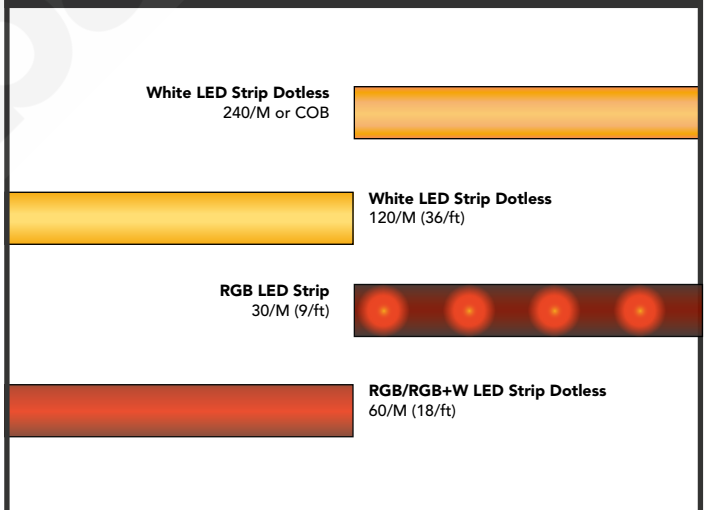 White LED Strip Dotless
240/M or COB
White LED Strip Dotless
120/M (36/ft)
RGB LED Strip
30/M (9/ft)
RGB/RGB+W LED Strip Dotless
60/M (18/ft)